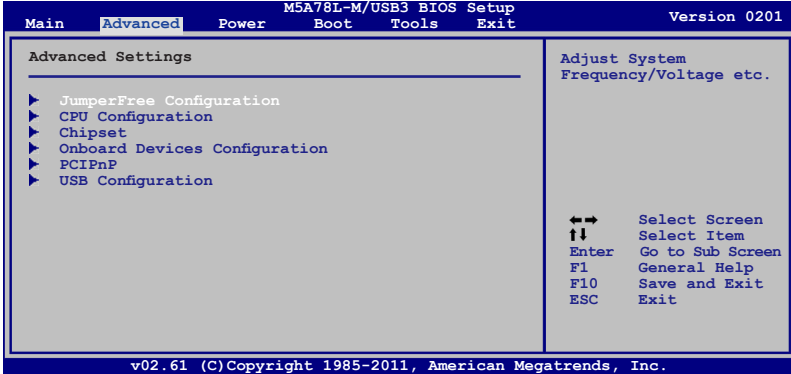 M5A78L-M/USB3 BIOS Setup
Version 0201
Main Advanced Power Boot Tools Exit
Advanced Settings
JumperFree Configuration
CPU Configuration
Chipset
Onboard Devices Configuration
PCIPnP
USB Configuration
Adjust System
Frequency/Voltage etc.
←→ Select Screen
↑↓ Select Item
Enter Go to Sub Screen
F1 General Help
F10 Save and Exit
ESC Exit
v02.61 (C)Copyright 1985-2011, American Megatrends, Inc.